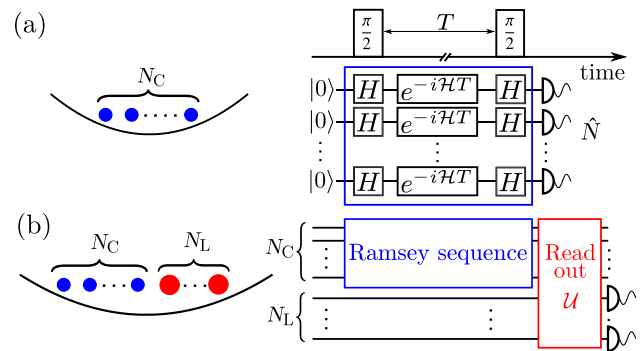 (a)
N_C
π/2 T π/2
time
|0⟩ H e^{-iℋT} H
|0⟩ H e^{-iℋT} H
N̂
|0⟩ H e^{-iℋT} H
(b)
N_C N_L
N_C Ramsey sequence
Read
out
𝒰
N_L